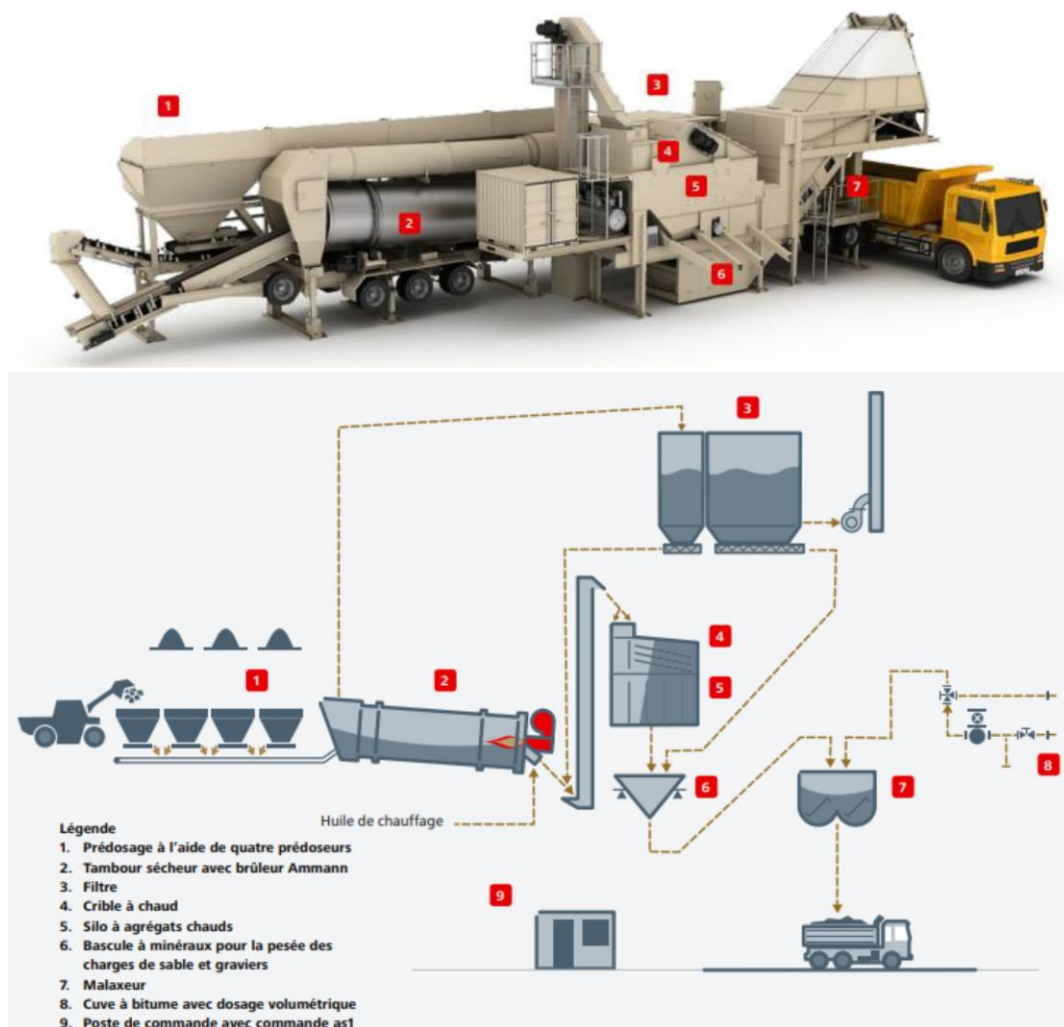 1
3
4
5
7
2
6
3
4
1
2
5
6
7
8
Huile de chauffage
9
Légende
1. Prédosage à l'aide de quatre prédoseurs
2. Tambour sécheur avec brûleur Ammann
3. Filtre
4. Crible à chaud
5. Silo à agrégats chauds
6. Bascule à minéraux pour la pesée des
charges de sable et graviers
7. Malaxeur
8. Cuve à bitume avec dosage volumétrique
9. Poste de commande avec commande as1